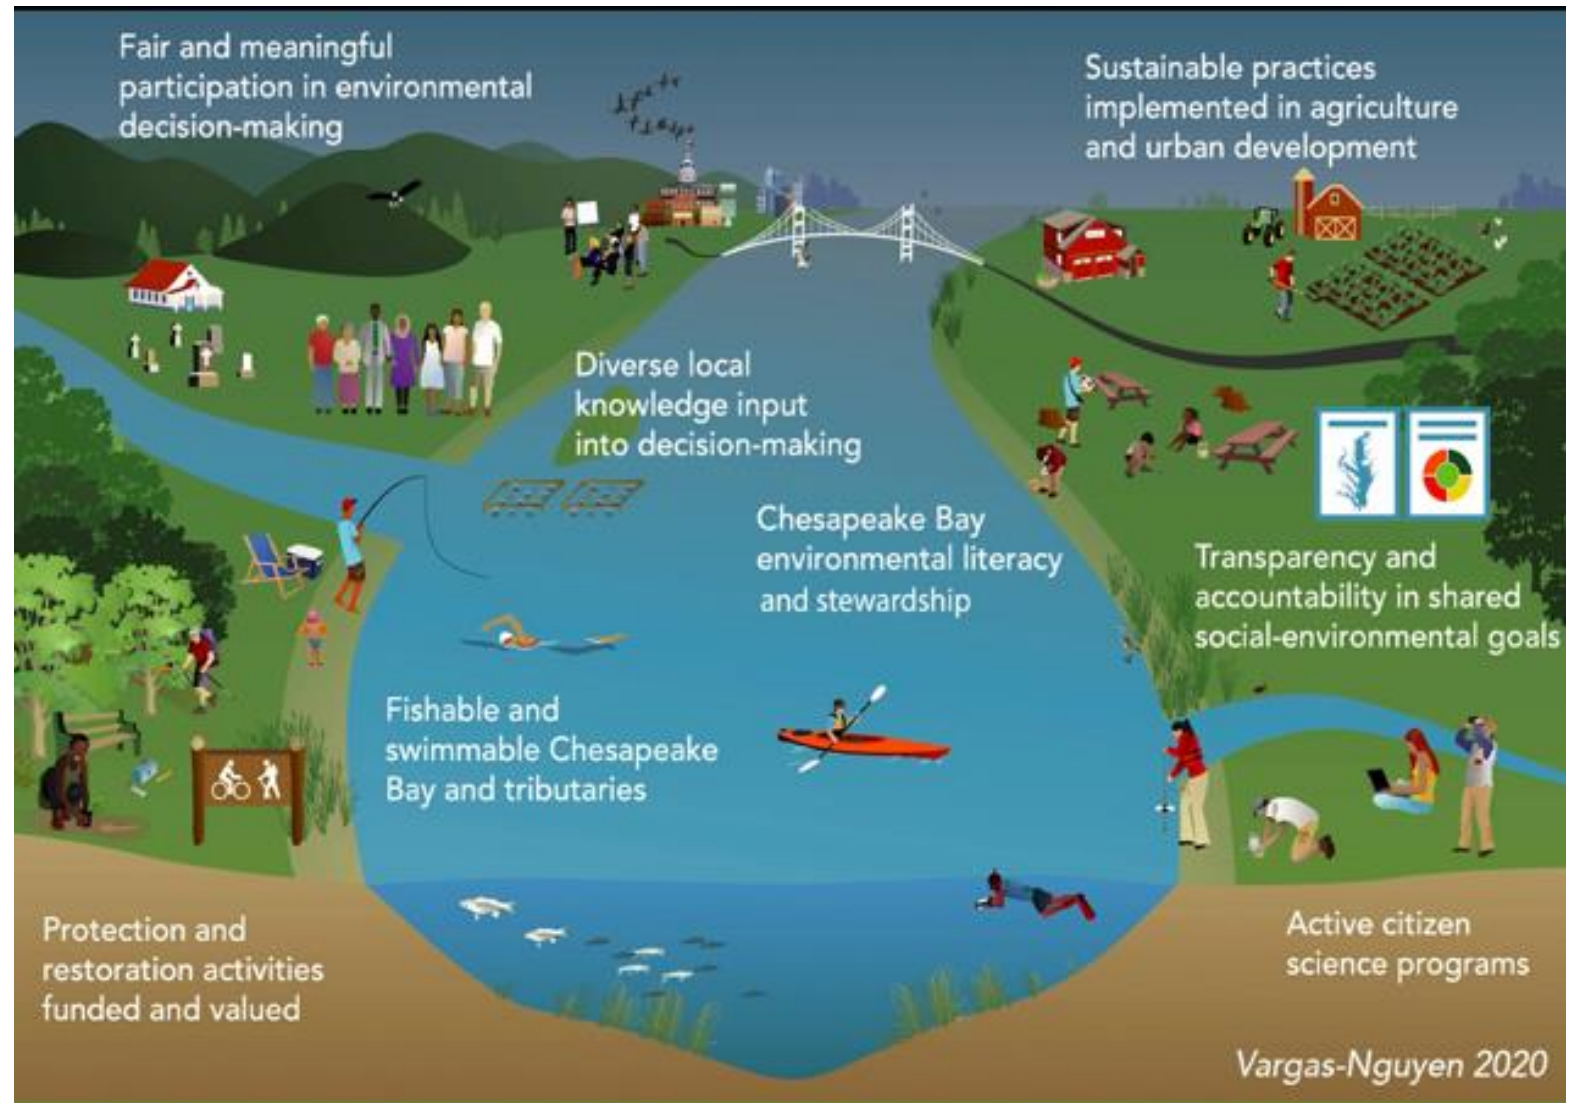 Fair and meaningful
participation in environmental
decision-making
Sustainable practices
implemented in agriculture
and urban development
Diverse local
knowledge input
into decision-making
Chesapeake Bay
environmental literacy
and stewardship
Transparency and
accountability in shared
social-environmental goals
Fishable and
swimmable Chesapeake
Bay and tributaries
Protection and
restoration activities
funded and valued
Active citizen
science programs
Vargas-Nguyen 2020